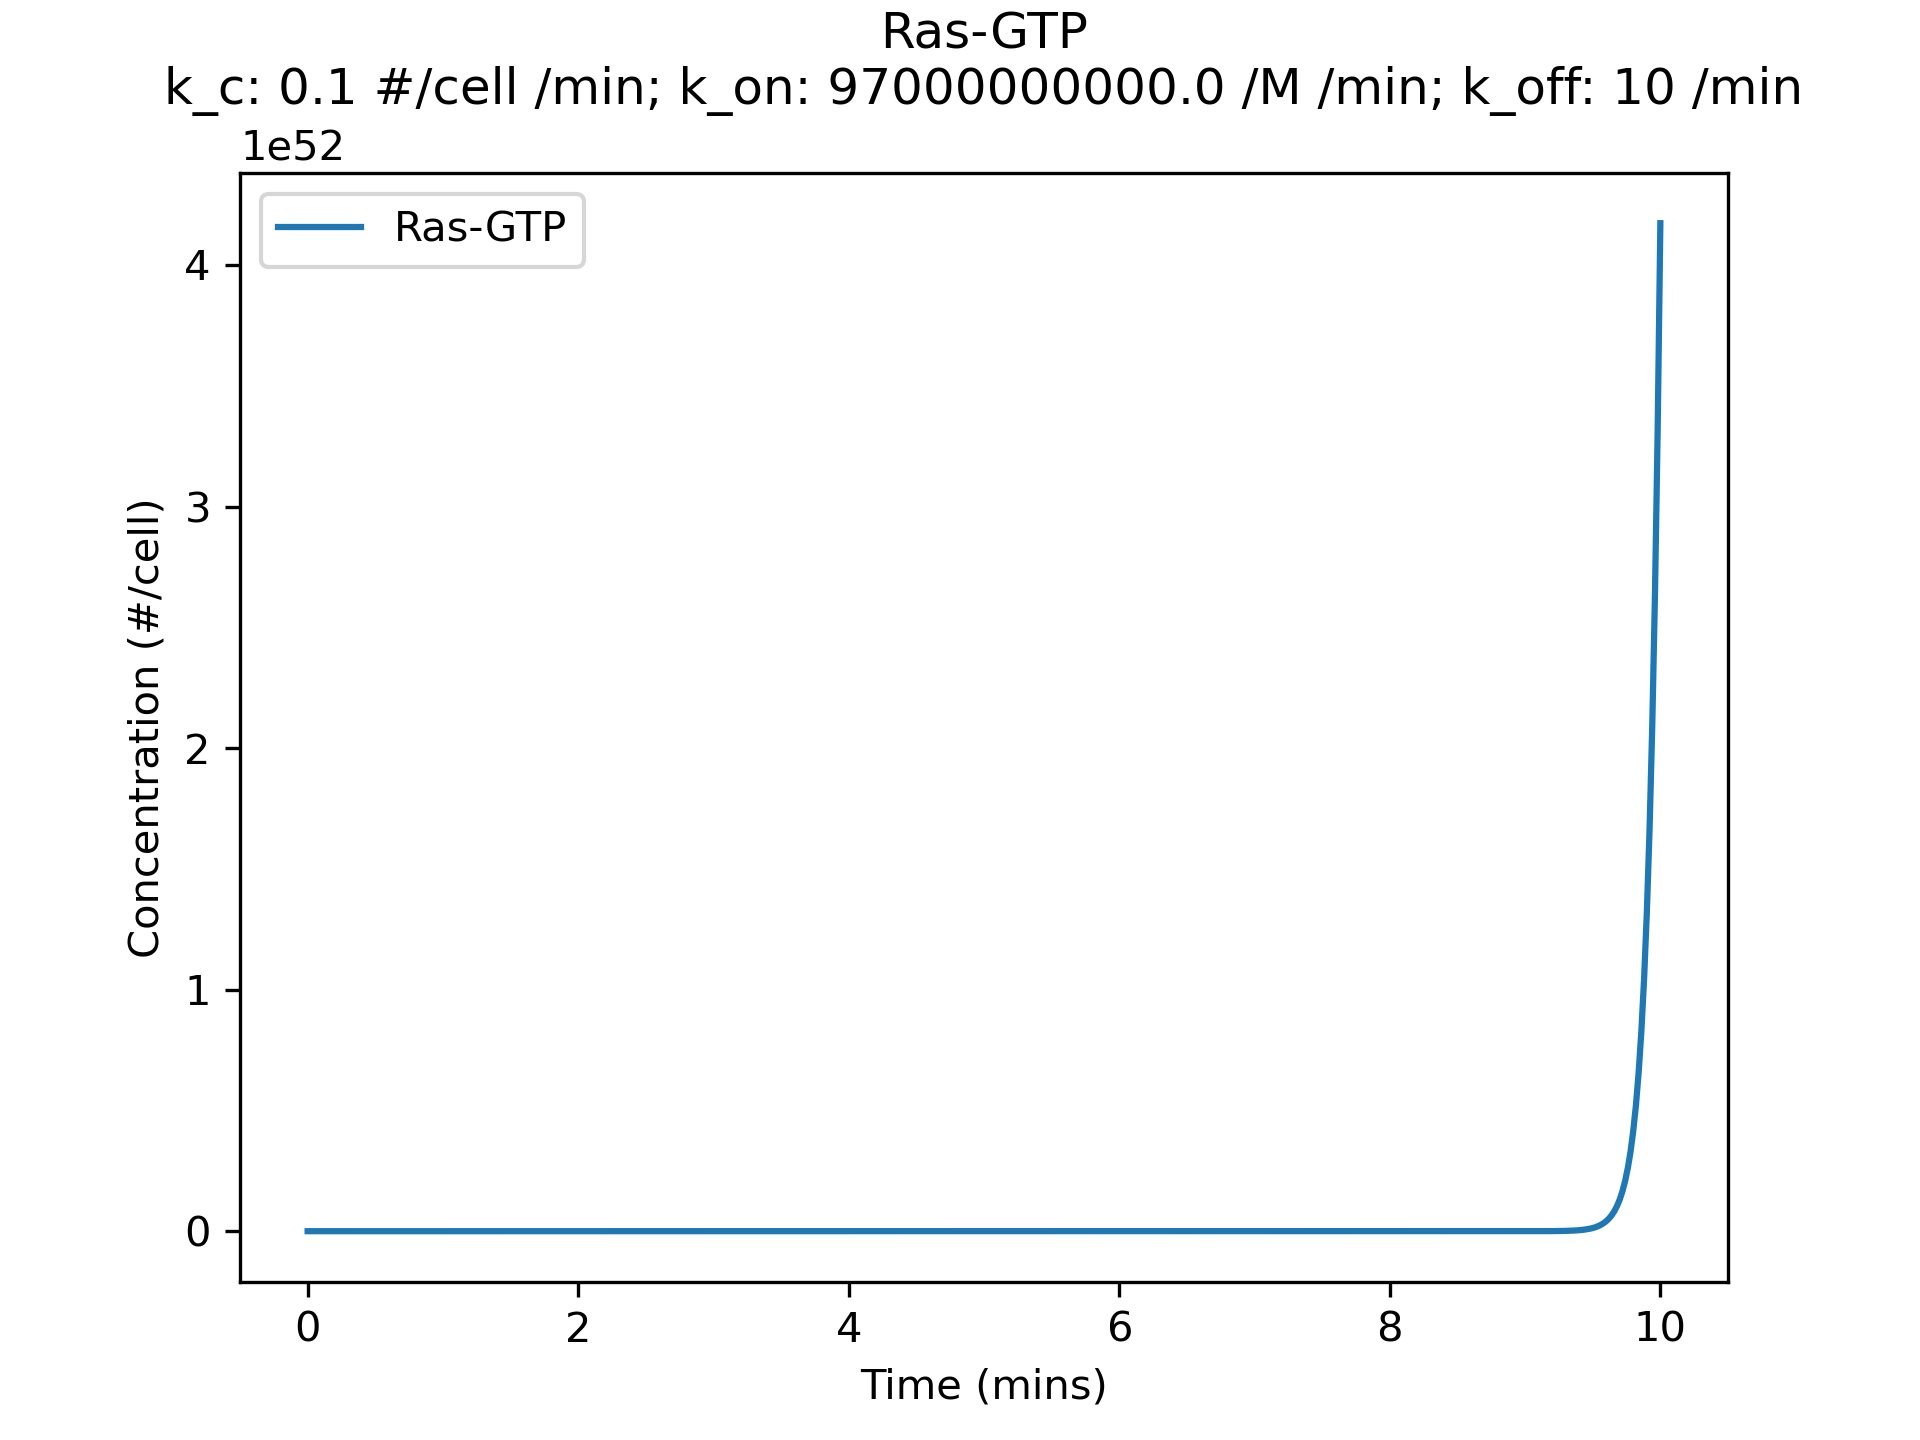 Ras-GTP
k_c: 0.1 #/cell /min; k_on: 97000000000.0 /M /min; k_off: 10 /min
1e52
Ras-GTP
4
3
2
1
0
Concentration (#/cell)
0 2 4 6 8 10
Time (mins)